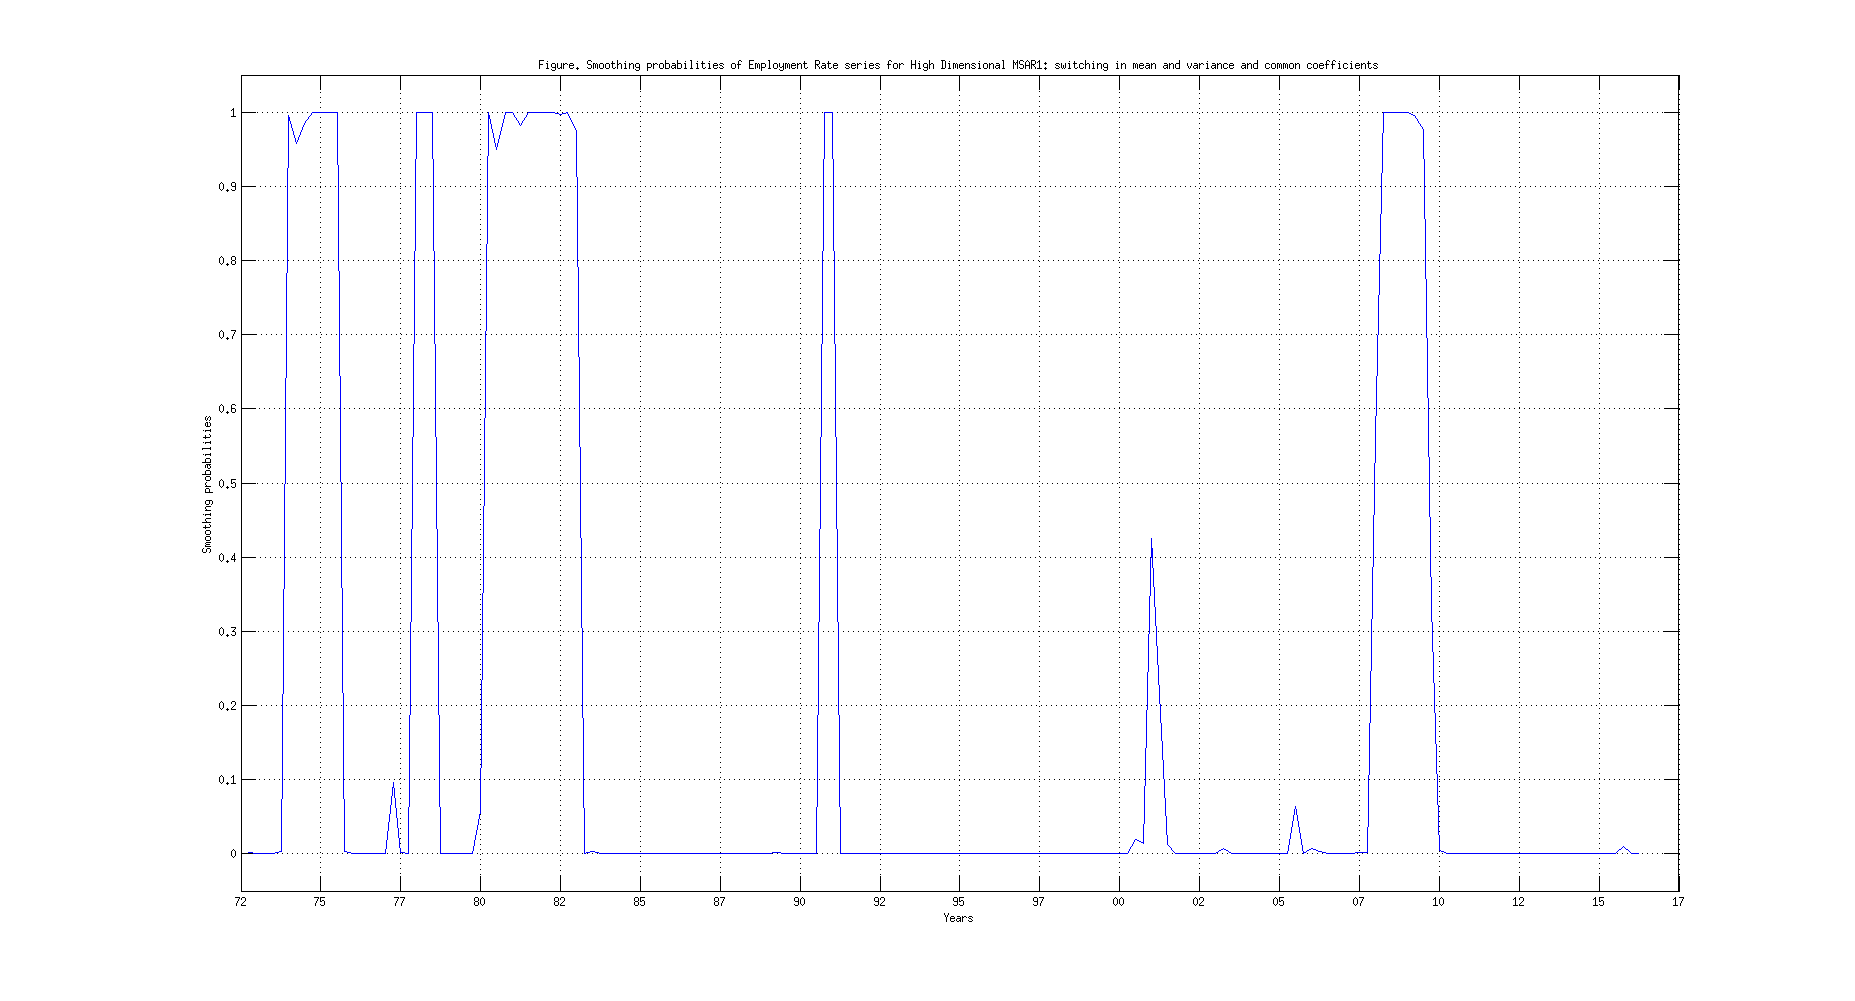 Figure. Smoothing probabilities of Employment Rate series for High Dimensional MSAR1: switching in mean and variance and common coefficients
1
0.9
0.8
0.7
0.6
0.5
0.4
0.3
0.2
0.1
0
Smoothing probabilities
72 75 77 80 82 85 87 90 92 95 97 00 02 05 07 10 12 15 17
Years